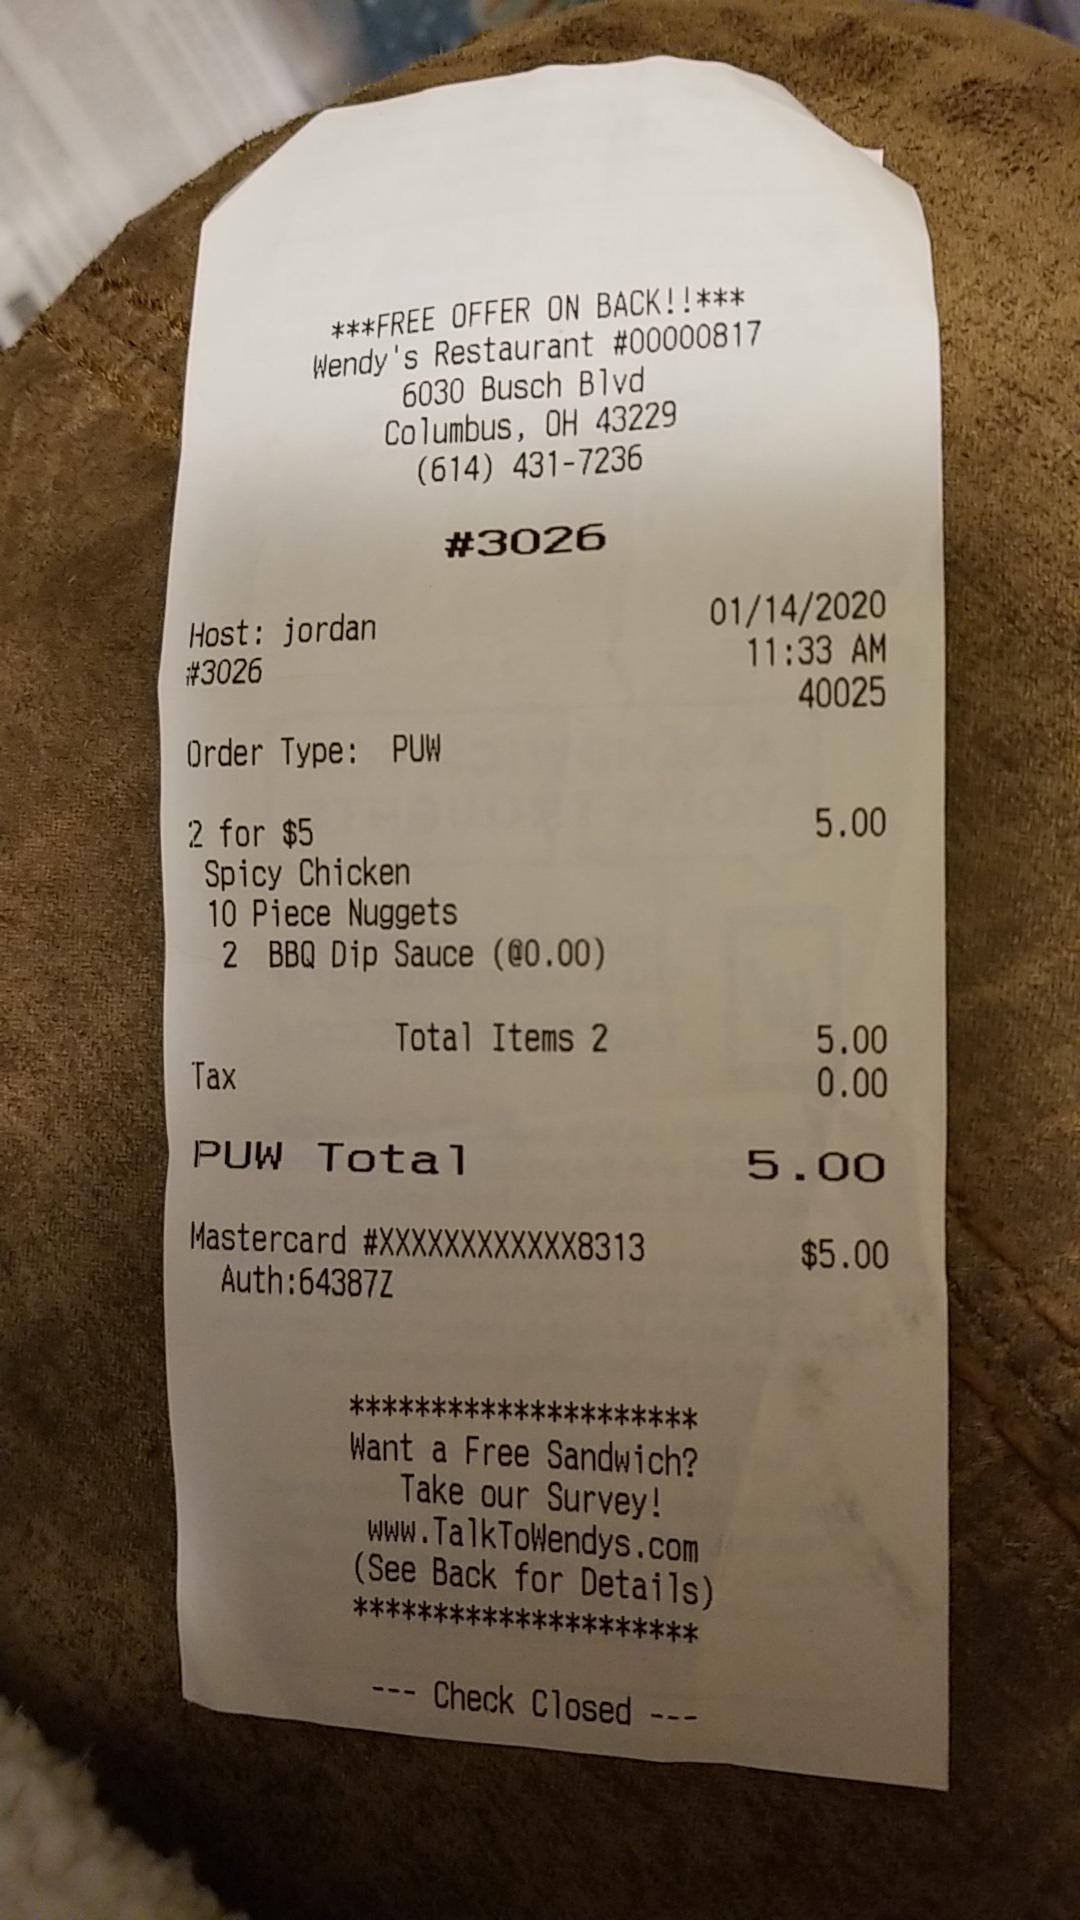 ***FREE OFFER ON BACK!!***
Wendy's Restaurant #00000817
6030 Busch Blvd
Columbus, OH 43229
(614) 431-7236
#3026
Host: jordan 01/14/2020
#3026 11:33 AM
40025
Order Type: PUW
2 for $5 5.00
Spicy Chicken
10 Piece Nuggets
2 BBQ Dip Sauce (@0.00)
Total Items 2 5.00
Tax 0.00
PUW Total 5.00
Mastercard #XXXXXXXXXXXX8313 $5.00
Auth:64387Z
*********************
Want a Free Sandwich?
Take our Survey!
www.TalkToWendys.com
(See Back for Details)
*********************
--- Check Closed ---